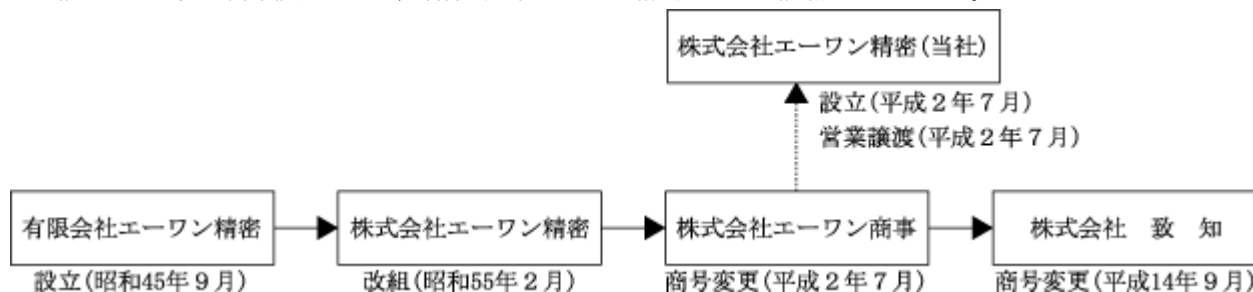 株式会社エーワン精密(当社)
設立(平成２年７月)
営業譲渡(平成２年７月)
有限会社エーワン精密
株式会社エーワン精密
株式会社エーワン商事
株式会社　致　知
設立(昭和45年９月)
改組(昭和55年２月)
商号変更(平成２年７月)
商号変更(平成14年９月)